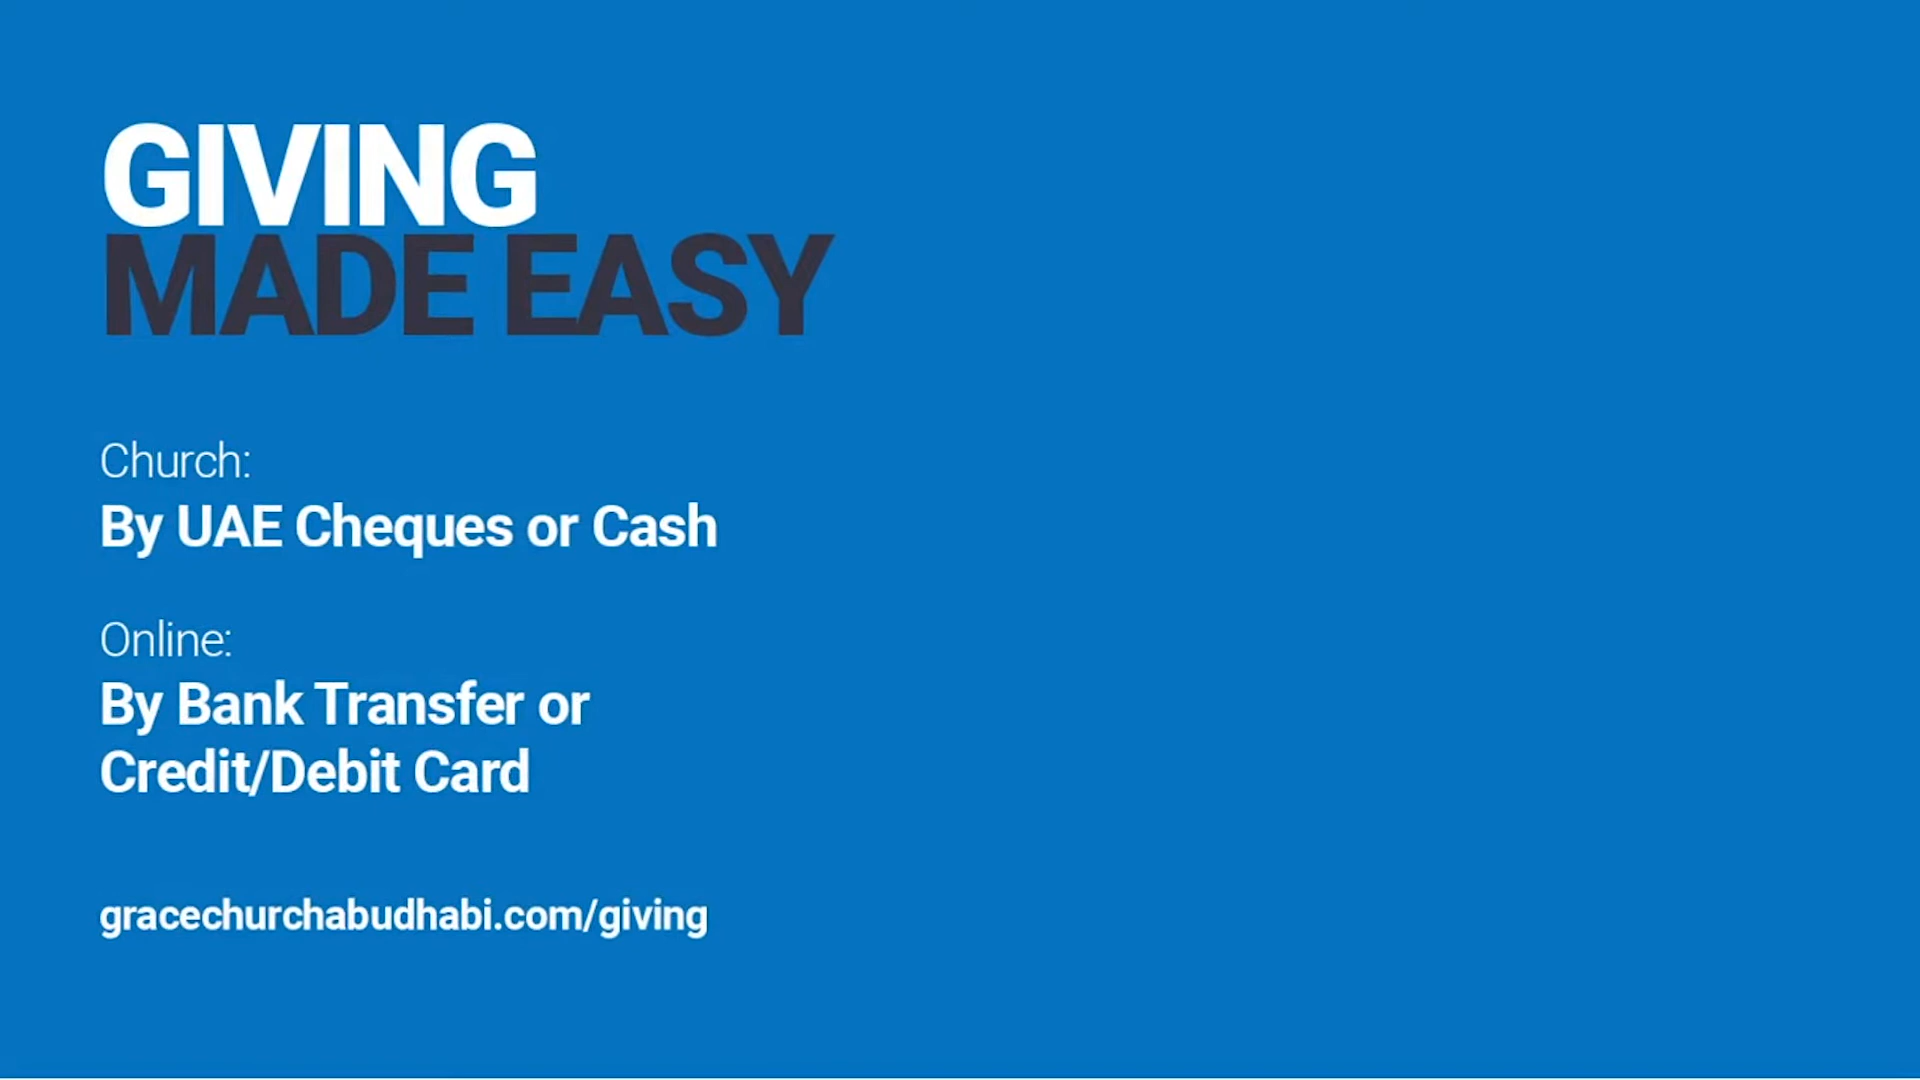 GIVING
MADE EASY
Church:
By UAE Cheques or Cash
Online:
By Bank Transfer or
Credit/Debit Card
gracechurchabudhabi.com/giving